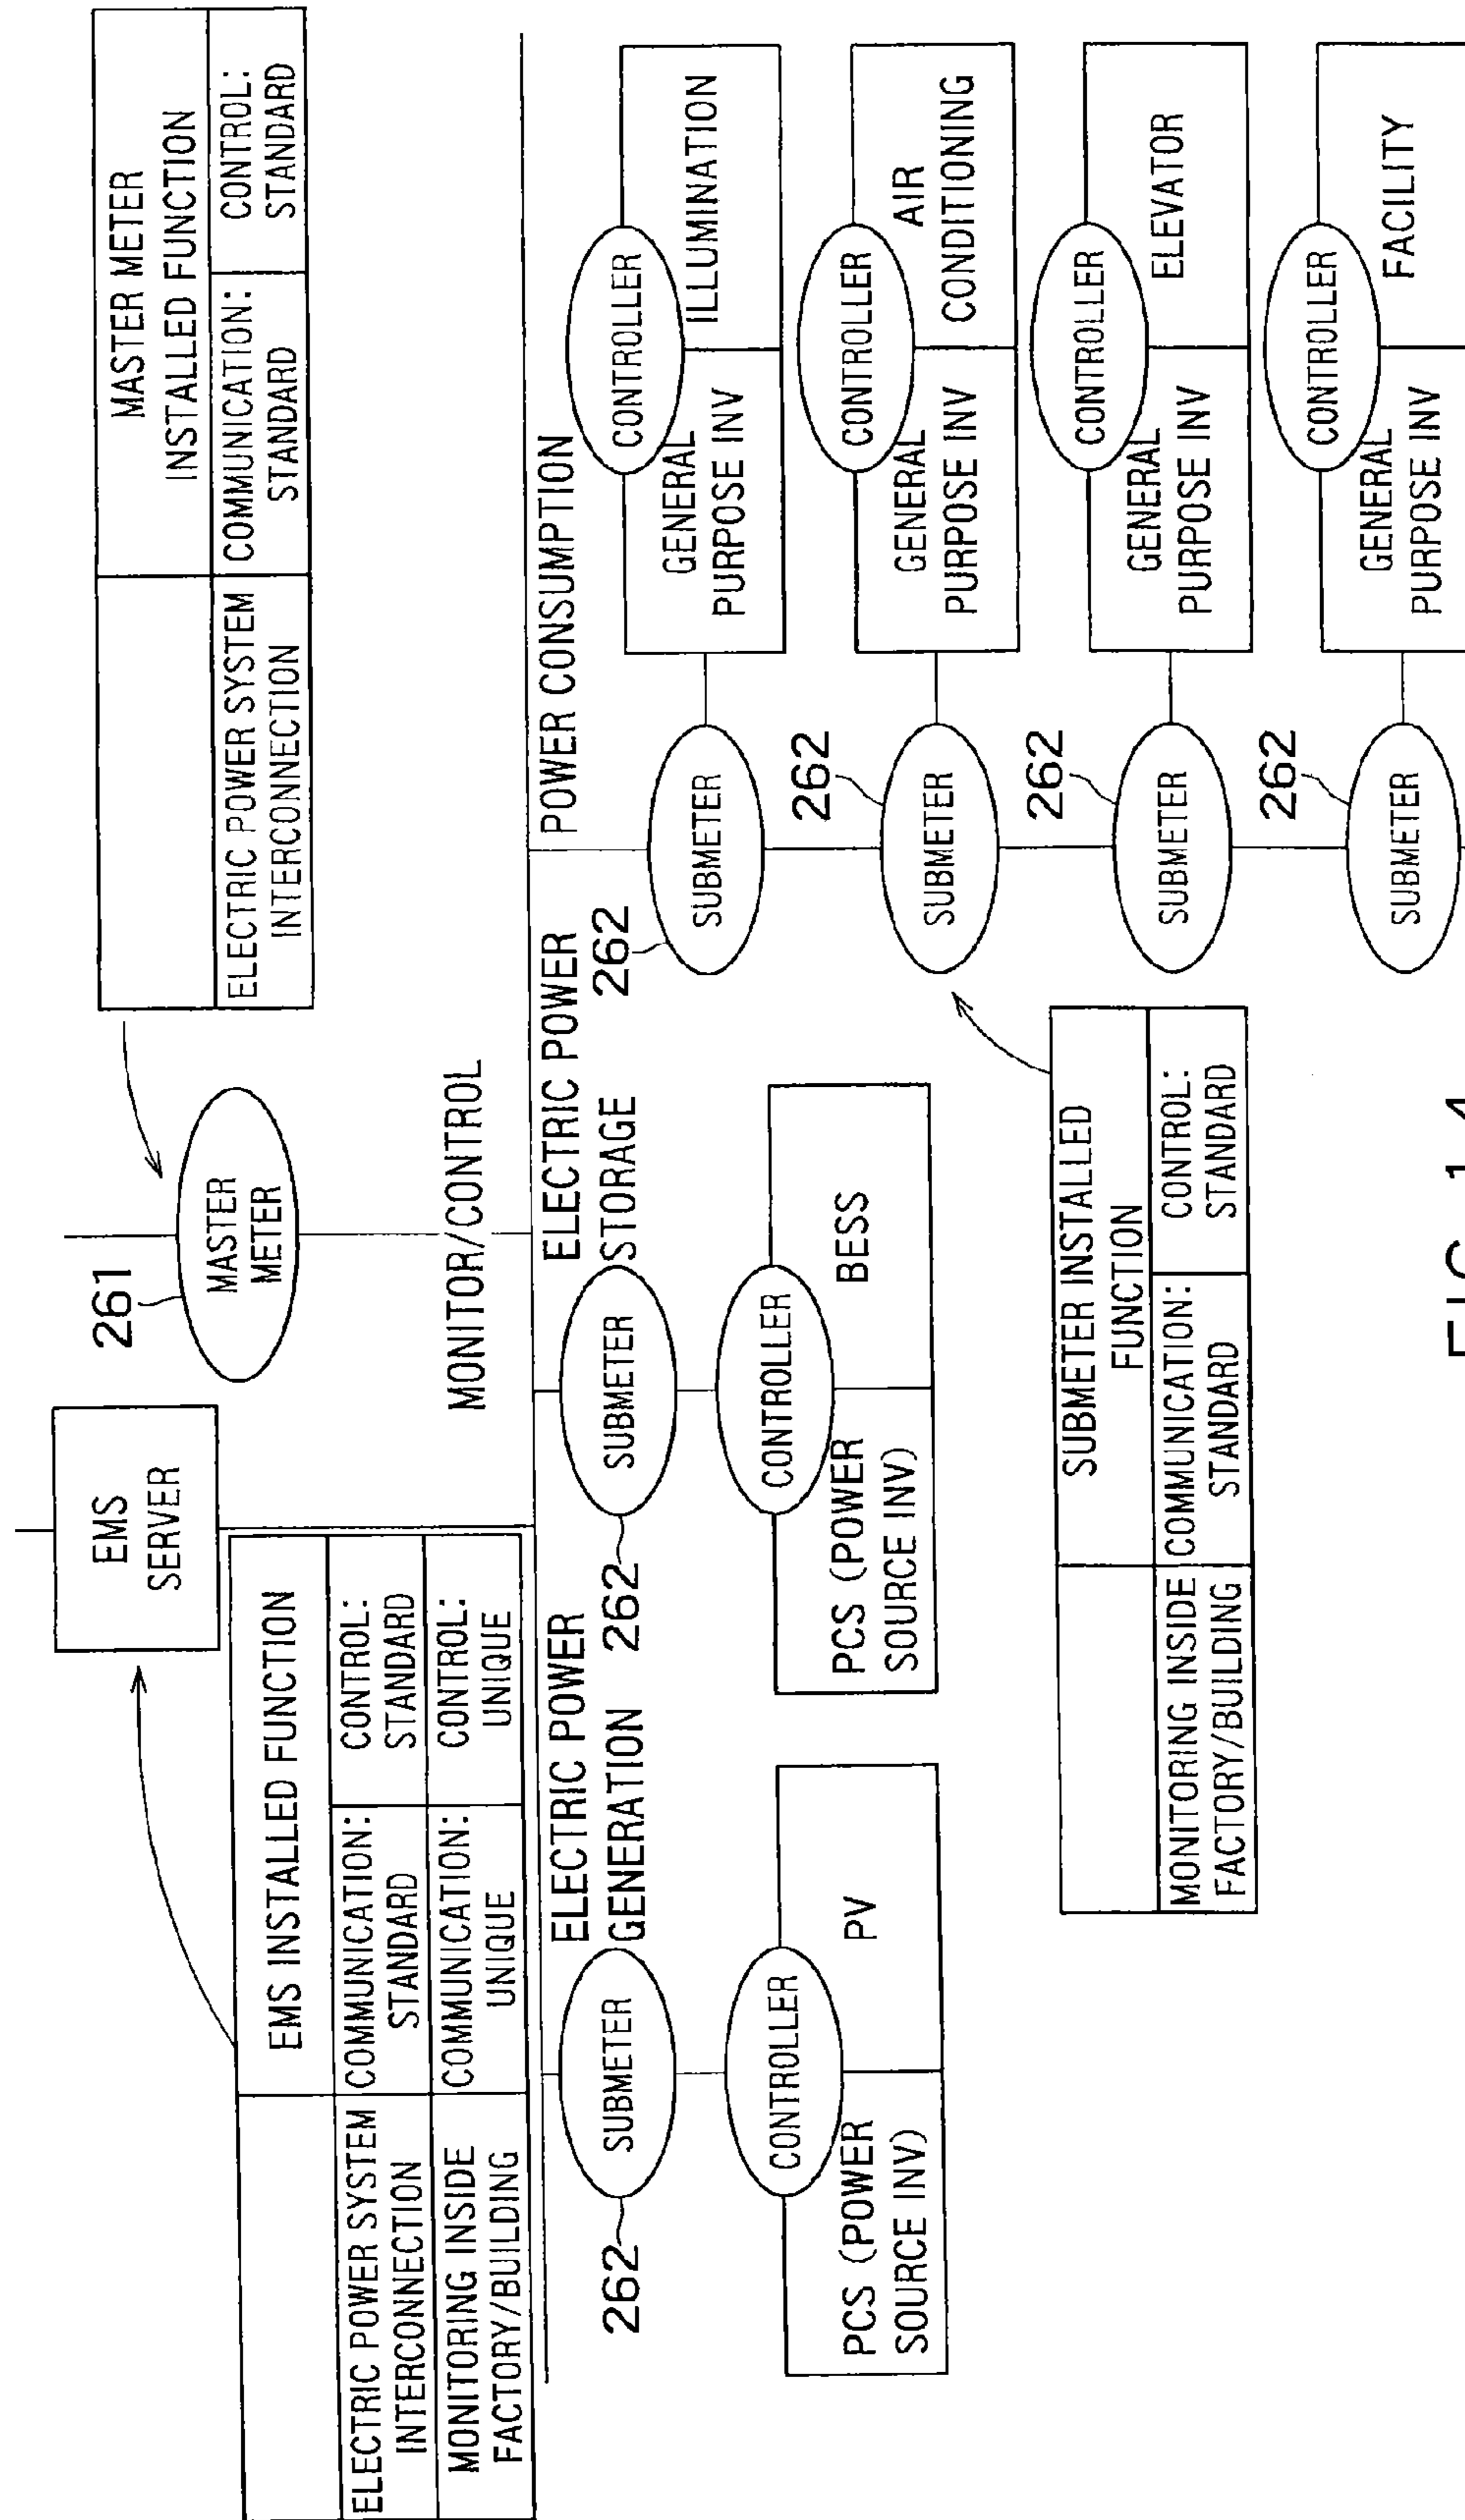 EMS
SERVER
261
MASTER
METER
MASTER METER
INSTALLED FUNCTION
ELECTRIC POWER SYSTEM
INTERCONNECTION
COMMUNICATION:
STANDARD
CONTROL:
STANDARD
EMS INSTALLED FUNCTION
ELECTRIC POWER SYSTEM
INTERCONNECTION
COMMUNICATION:
STANDARD
CONTROL:
STANDARD
MONITORING INSIDE
FACTORY/BUILDING
COMMUNICATION:
UNIQUE
CONTROL:
UNIQUE
MONITOR/CONTROL
ELECTRIC POWER
GENERATION
262
SUBMETER
CONTROLLER
PCS (POWER
SOURCE INV)
PV
ELECTRIC POWER
STORAGE
262
SUBMETER
CONTROLLER
PCS (POWER
SOURCE INV)
BESS
POWER CONSUMPTION
262
SUBMETER
CONTROLLER
GENERAL
PURPOSE INV
ILLUMINATION
262
SUBMETER
CONTROLLER
GENERAL
PURPOSE INV
AIR
CONDITIONING
262
SUBMETER
CONTROLLER
GENERAL
PURPOSE INV
ELEVATOR
262
SUBMETER
CONTROLLER
GENERAL
PURPOSE INV
FACILITY
SUBMETER INSTALLED
FUNCTION
MONITORING INSIDE
FACTORY/BUILDING
COMMUNICATION:
STANDARD
CONTROL:
STANDARD